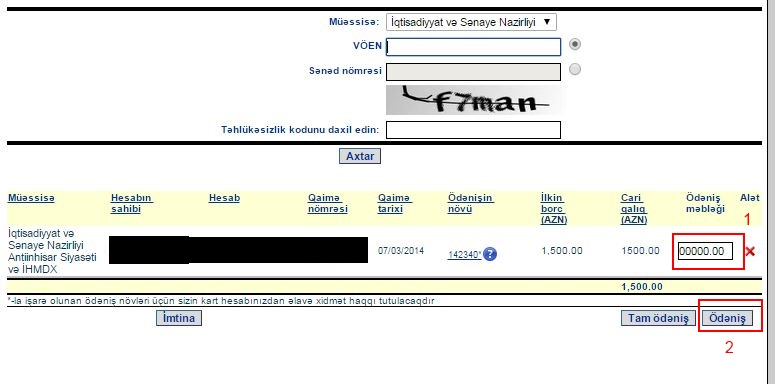 Müəssisə: İqtisadiyyat və Sənaye Nazirliyi
VÖEN
Sənəd nömrəsi
f7man
Təhlükəsizlik kodunu daxil edin:
Axtar
Müəssisə Hesabın sahibi Hesab Qaimə nömrəsi Qaimə tarixi Ödənişin növü İlkin borc (AZN) Cari qalıq (AZN) Ödəniş məbləği Alət
1
İqtisadiyyat və
Sənaye Nazirliyi
Antiinhisar Siyasəti
və İHMDX
07/03/2014 142340* ? 1,500.00 1500.00 00000.00
1,500.00
*-la işarə olunan ödəniş növləri üçün sizin kart hesabınızdan əlavə xidmət haqqı tutulacaqdır
İmtina Tam ödəniş Ödəniş
2